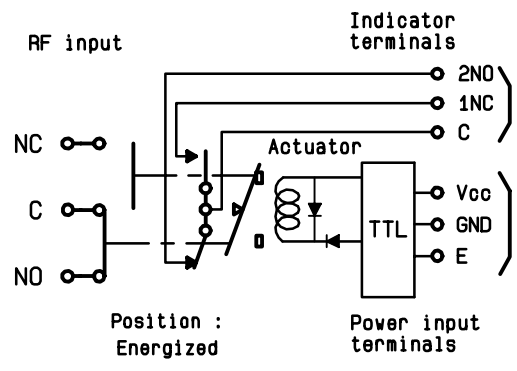 Indicator
terminals
RF input
2NO
1NC
C
NC
Actuator
C
Vcc
GND
E
TTL
NO
Position :
Energized
Power input
terminals